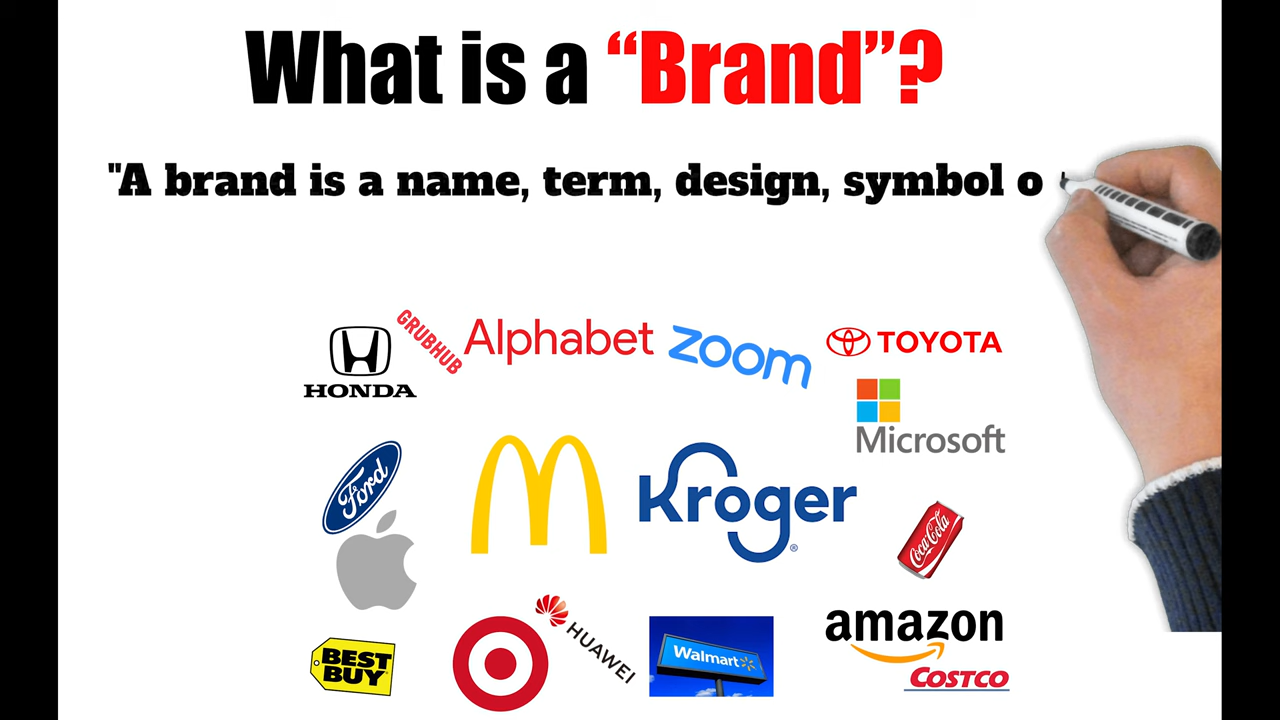 What is a “Brand”?
"A brand is a name, term, design, symbol o
GRUBHUB
Alphabet
zoom
TOYOTA
HONDA
Microsoft
Ford
Kroger®
Coca-Cola
HUAWEI
amazon
BEST
BUY
Walmart
COSTCO